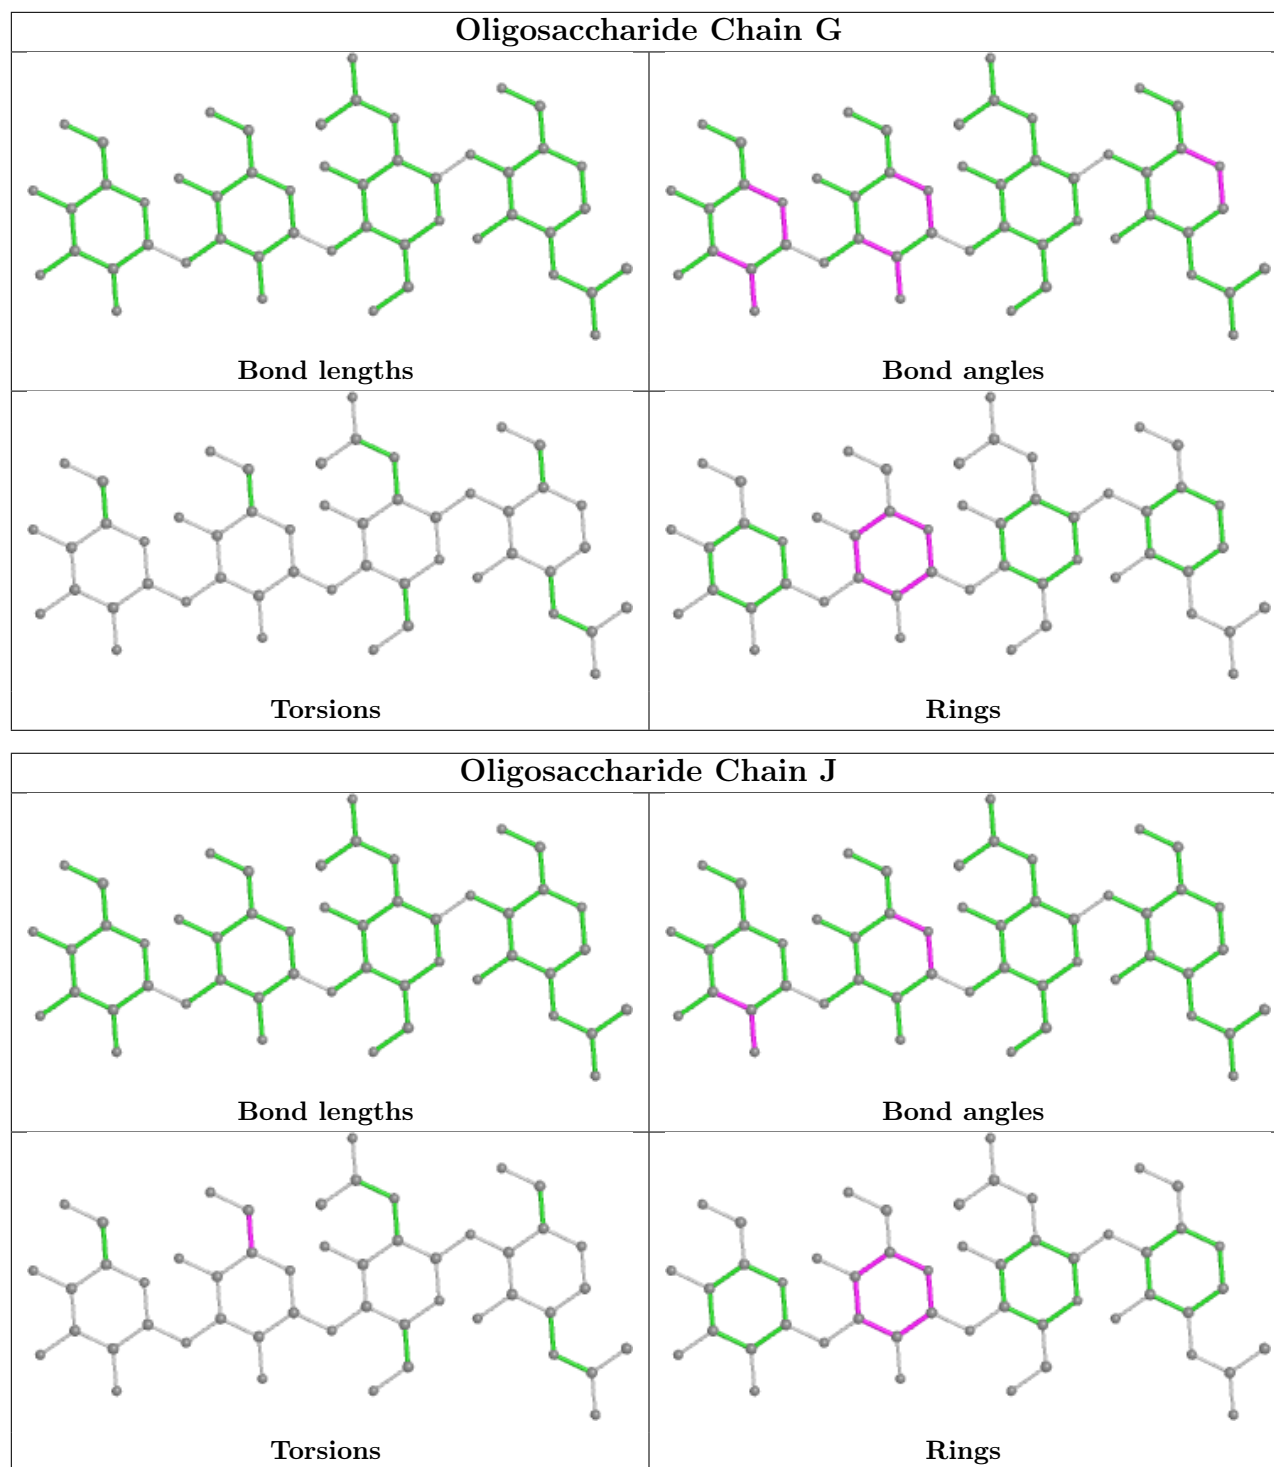 Oligosaccharide Chain G
Bond lengths
Bond angles
Torsions
Rings
Oligosaccharide Chain J
Bond lengths
Bond angles
Torsions
Rings